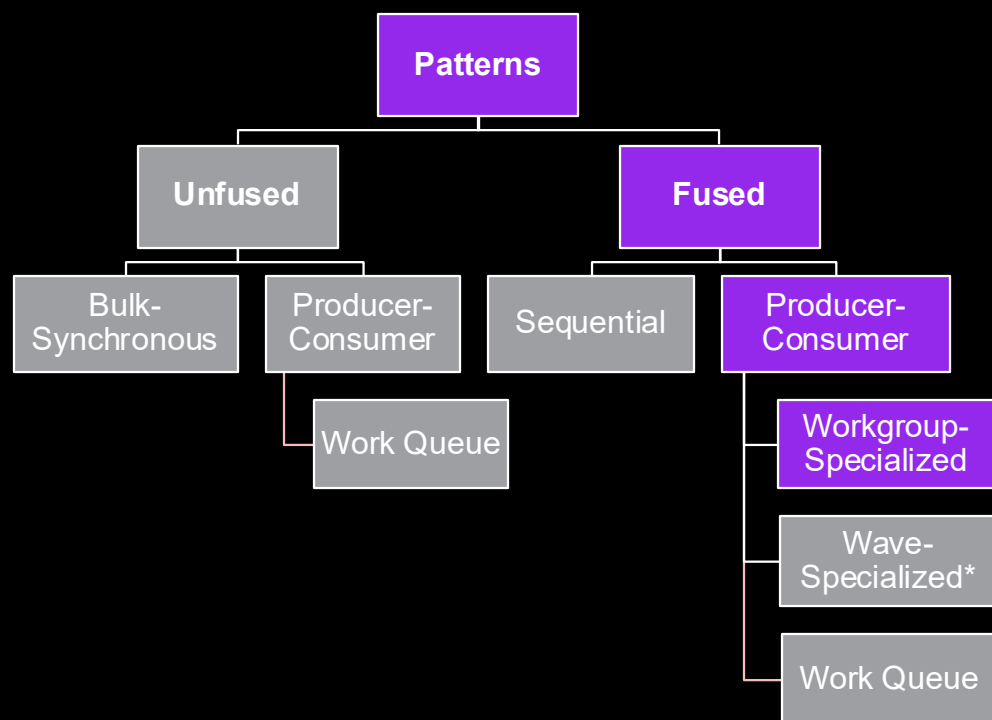 Patterns
Unfused
Fused
Bulk-
Synchronous
Producer-
Consumer
Sequential
Producer-
Consumer
Work Queue
Workgroup-
Specialized
Wave-
Specialized*
Work Queue